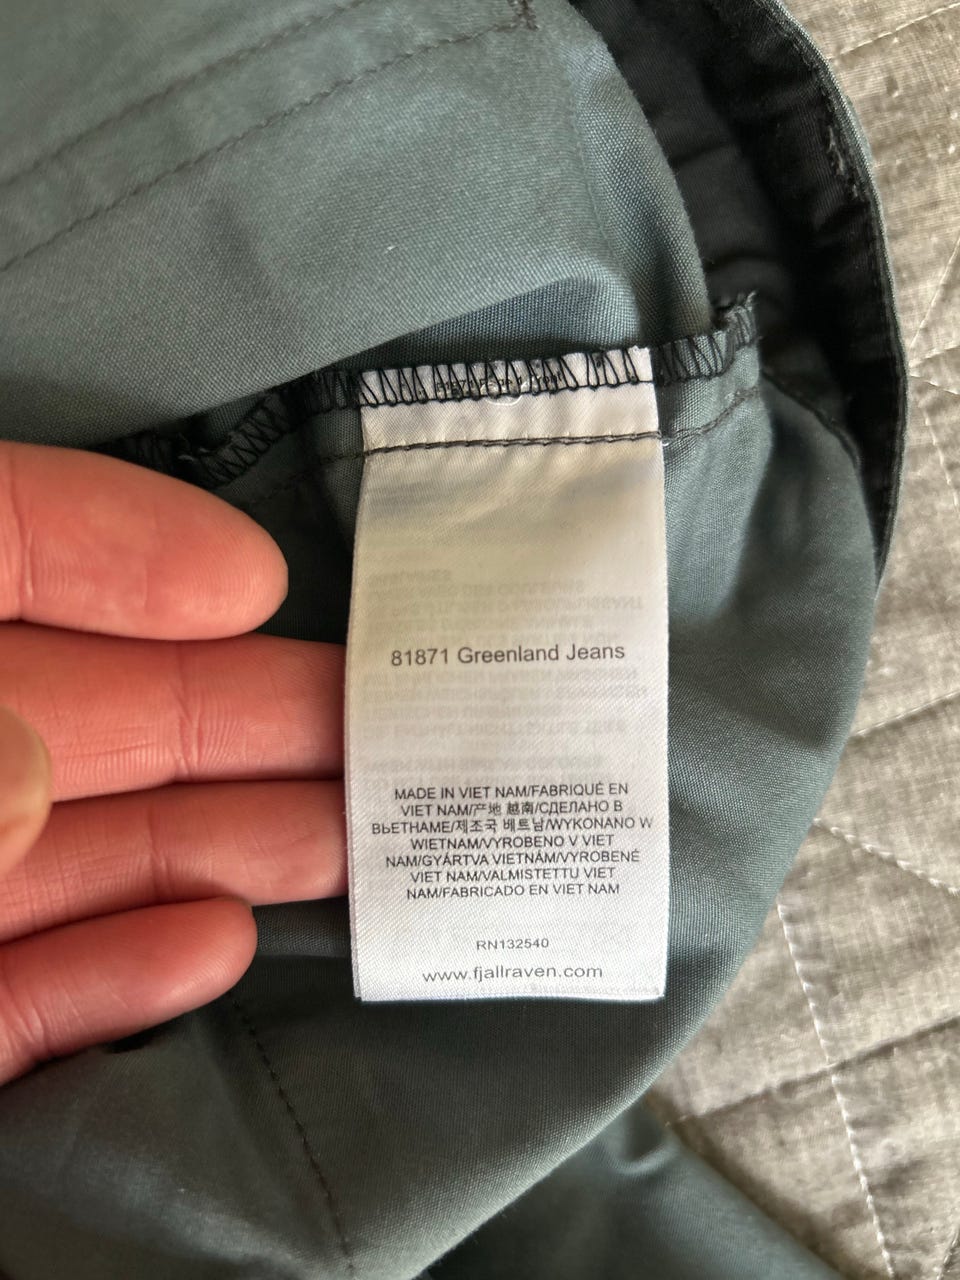 81871 Greenland Jeans
MADE IN VIET NAM/FABRIQUÉ EN
VIET NAM/产地 越南/СДЕЛАНО В
ВЬЕТНАМЕ/제조국 베트남/WYKONANO W
WIETNAM/VYROBENO V VIET
NAM/GYÁRTVA VIETNÁM/VYROBENÉ
VIET NAM/VALMISTETTU VIET
NAM/FABRICADO EN VIET NAM
RN132540
www.fjallraven.com